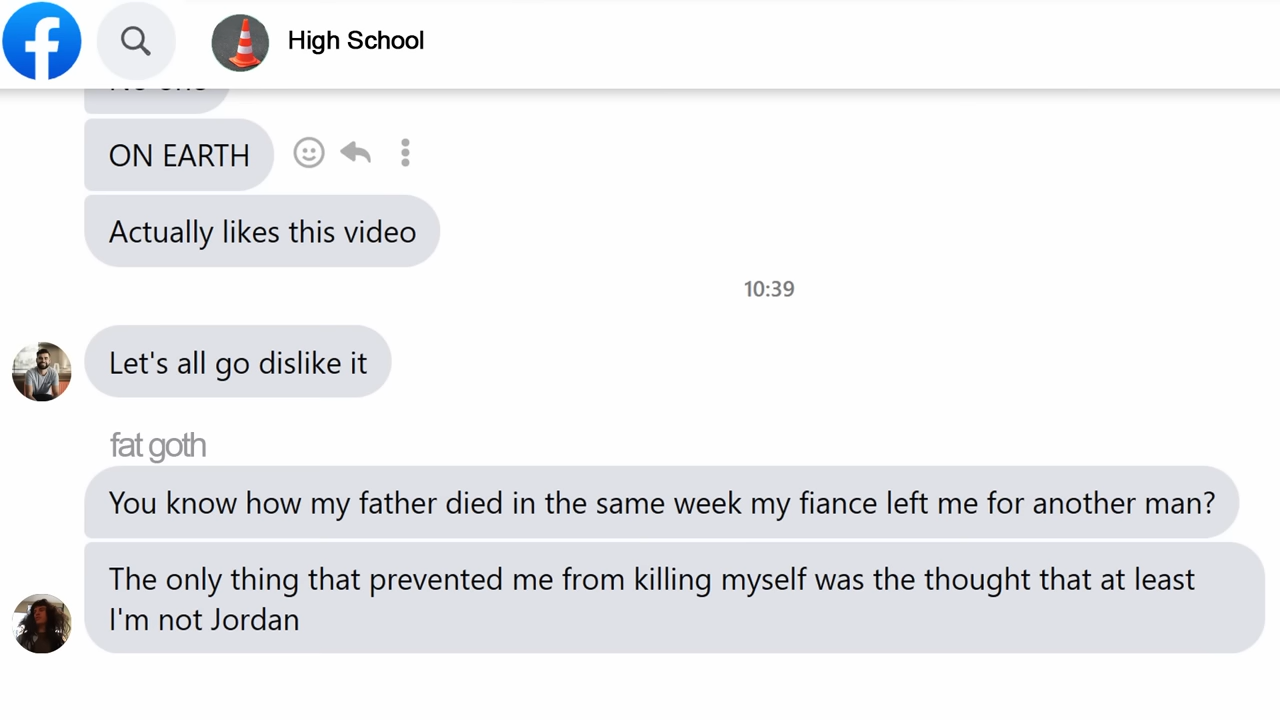 High School
ON EARTH
Actually likes this video
10:39
Let's all go dislike it
fat goth
You know how my father died in the same week my fiance left me for another man?
The only thing that prevented me from killing myself was the thought that at least
I'm not Jordan